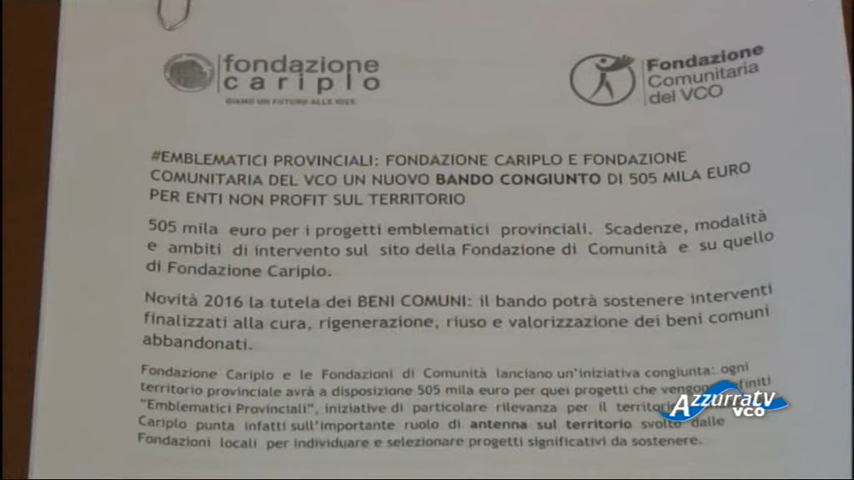 fondazione
cariplo
DIAMO UN FUTURO ALLE IDEE
Fondazione
Comunitaria
del VCO
#EMBLEMATICI PROVINCIALI: FONDAZIONE CARIPLO E FONDAZIONE
COMUNITARIA DEL VCO UN NUOVO BANDO CONGIUNTO DI 505 MILA EURO
PER ENTI NON PROFIT SUL TERRITORIO
505 mila euro per i progetti emblematici provinciali. Scadenze, modalità
e ambiti di intervento sul sito della Fondazione di Comunità e su quello
di Fondazione Cariplo.
Novità 2016 la tutela dei BENI COMUNI: il bando potrà sostenere interventi
finalizzati alla cura, rigenerazione, riuso e valorizzazione dei beni comuni
abbandonati.
Fondazione Cariplo e le Fondazioni di Comunità lanciano un'iniziativa congiunta: ogni
territorio provinciale avrà a disposizione 505 mila euro per quei progetti che vengono definiti
"Emblematici Provinciali", iniziative di particolare rilevanza per il territorio
Cariplo punta infatti sull'importante ruolo di antenna sul territorio svolto dalle
Fondazioni locali per individuare e selezionare progetti significativi da sostenere.
Azzurratv
VCO